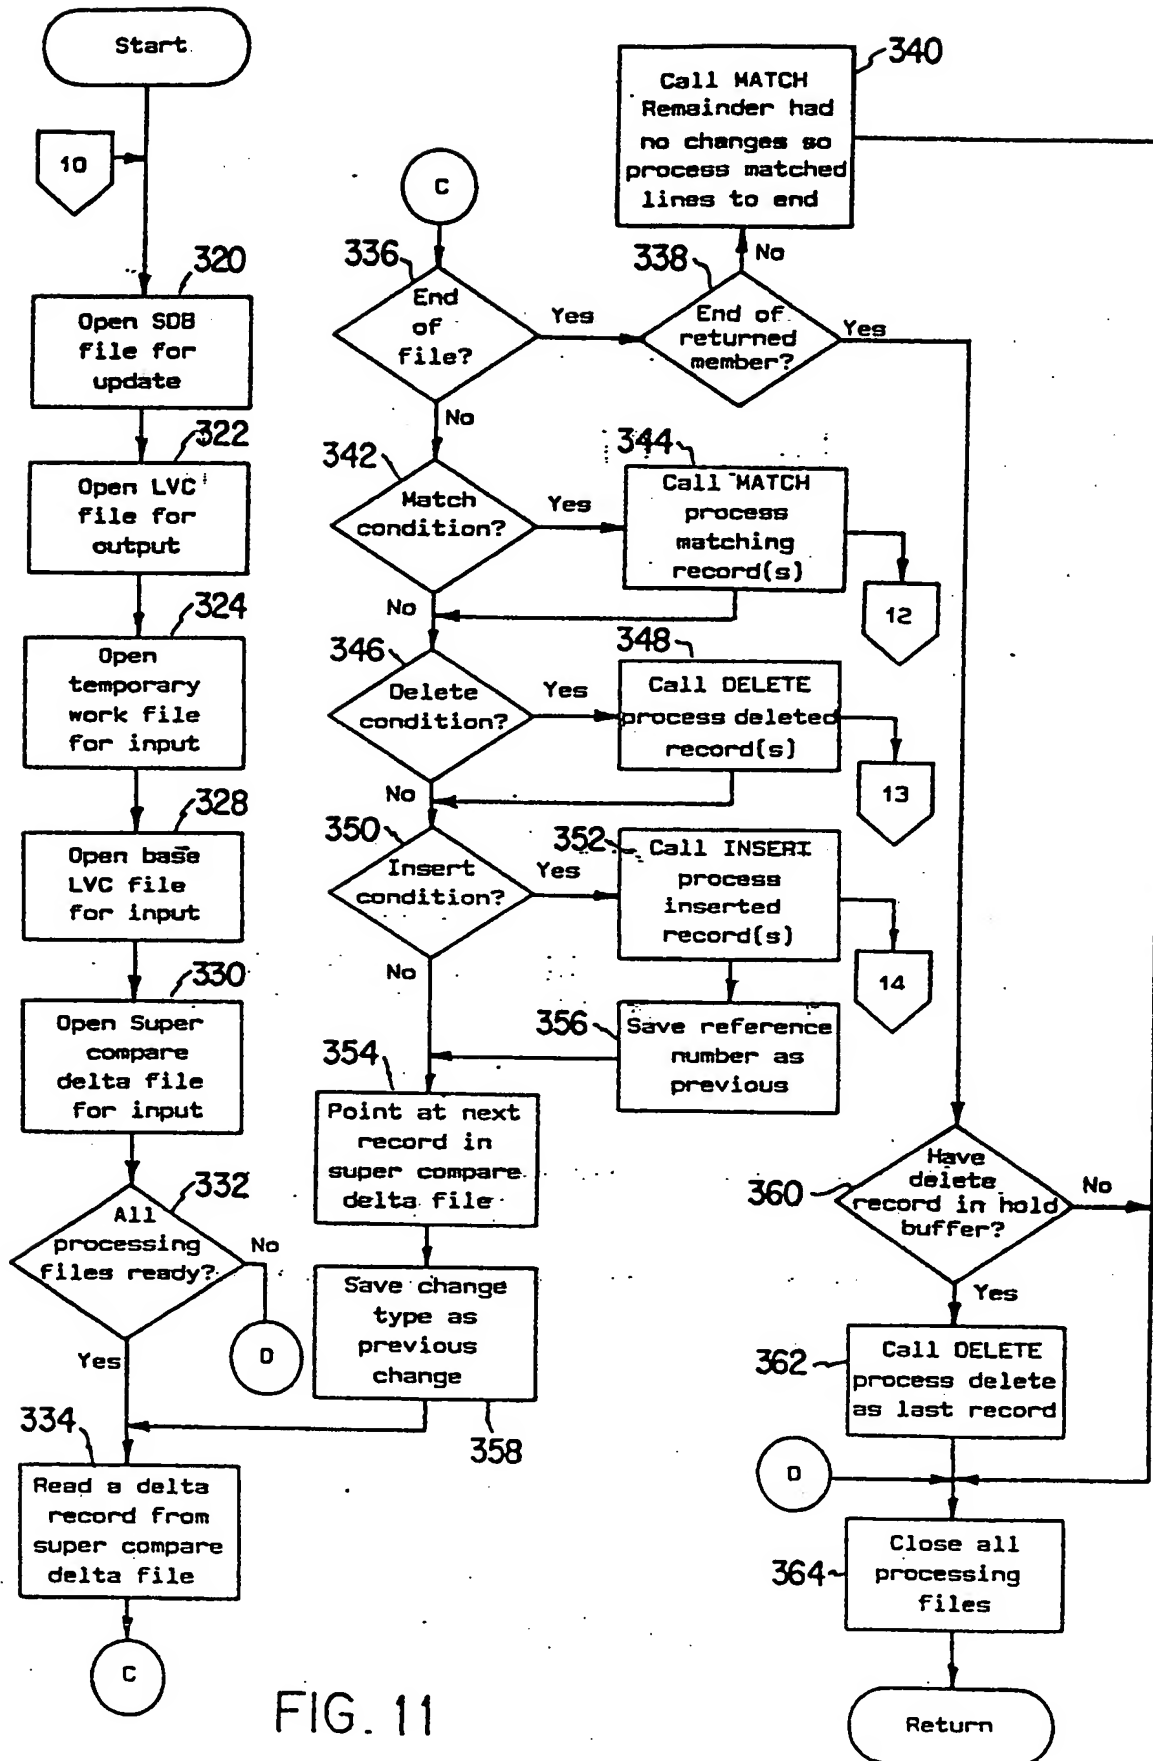 Start
10
320
Open SDB
file for
update
322
Open LVC
file for
output
324
Open
temporary
work file
for input
328
Open base
LVC file
for input
330
Open Super
compare
delta file
for input
332
All
processing
files ready?
No
D
Yes
334
Read a delta
record from
super compare
delta file
C
C
336
End
of
file?
Yes
No
338
End of
returned
member?
No
Yes
340
Call MATCH
Remainder had
no changes so
process matched
lines to end
342
Match
condition?
Yes
No
344
Call MATCH
process
matching
record(s)
12
346
Delete
condition?
Yes
No
348
Call DELETE
process deleted
record(s)
13
350
Insert
condition?
Yes
No
352
Call INSERT
process
inserted
record(s)
14
356
Save reference
number as
previous
354
Point at next
record in
super compare
delta file
Save change
type as
previous
change
358
360
Have
delete
record in hold
buffer?
No
Yes
362
Call DELETE
process delete
as last record
D
364
Close all
processing
files
Return
FIG. 11